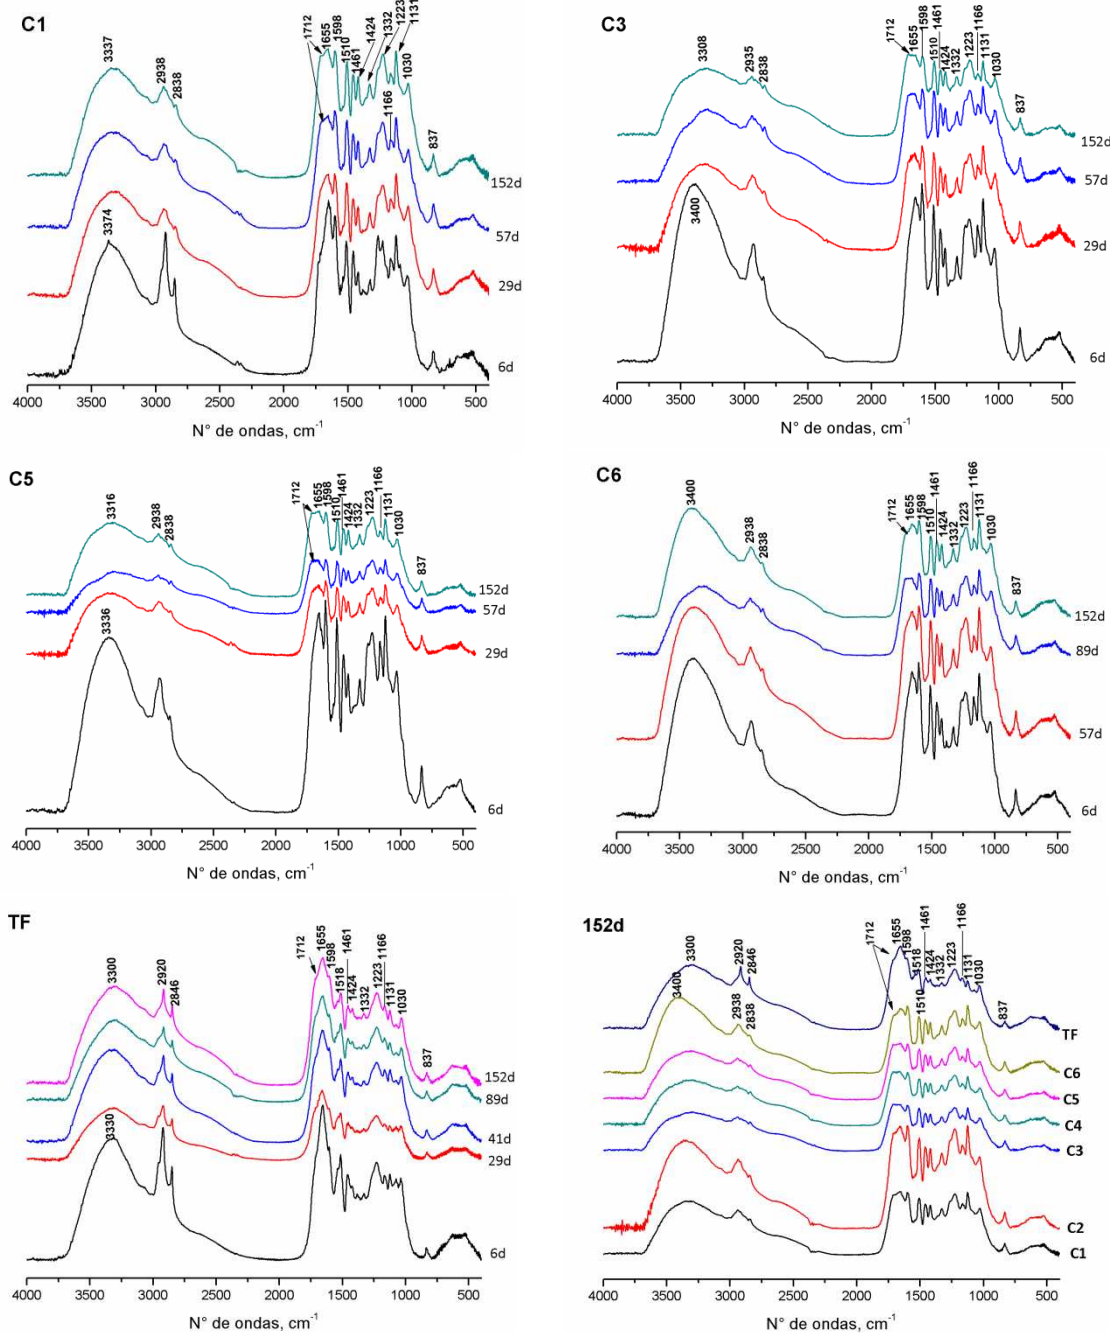 C1
3337
2938
2838
1712
1655
1598
1510
1461
1424
1332
1223
1131
1166
1030
837
3374
152d
57d
29d
6d
4000 3500 3000 2500 2000 1500 1000 500
N° de ondas, cm-1
C3
3308
2935
2838
1712
1655
1598
1510
1461
1424
1332
1223
1166
1131
1030
837
3400
152d
57d
29d
6d
4000 3500 3000 2500 2000 1500 1000 500
N° de ondas, cm-1
C5
3316
2938
2838
1712
1655
1598
1510
1461
1424
1332
1223
1166
1131
1030
837
3336
152d
57d
29d
6d
4000 3500 3000 2500 2000 1500 1000 500
N° de ondas, cm-1
C6
3400
2938
2838
1712
1655
1598
1510
1461
1424
1332
1223
1166
1131
1030
837
152d
89d
57d
6d
4000 3500 3000 2500 2000 1500 1000 500
N° de ondas, cm-1
TF
3300
2920
2846
1712
1655
1598
1518
1461
1424
1332
1223
1166
1131
1030
837
3330
152d
89d
41d
29d
6d
4000 3500 3000 2500 2000 1500 1000 500
N° de ondas, cm-1
152d
3300
2920
2846
1712
1655
1598
1518
1461
1424
1332
1223
1166
1131
1030
837
3400
2938
2838
1510
TF
C6
C5
C4
C3
C2
C1
4000 3500 3000 2500 2000 1500 1000 500
N° de ondas, cm-1